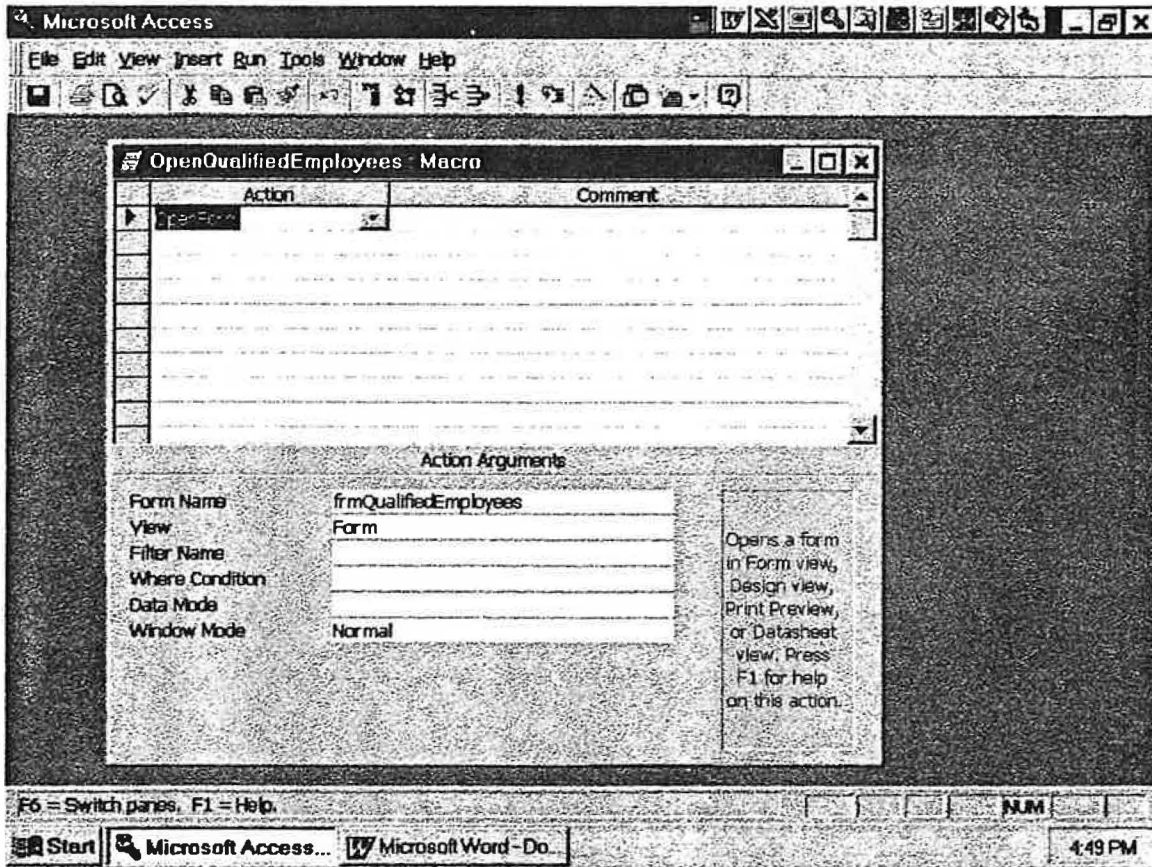 Microsoft Access
File Edit View Insert Run Tools Window Help
OpenQualifiedEmployees : Macro
Action Comment
OpenForm
Action Arguments
Form Name frmQualifiedEmployees
View Form
Filter Name
Where Condition
Data Mode
Window Mode Normal
Opens a form
in Form view,
Design view,
Print Preview,
or Datasheet
view. Press
F1 for help
on this action.
F6 = Switch panes. F1 = Help. NUM
Start Microsoft Access... Microsoft Word - Do... 4:49 PM